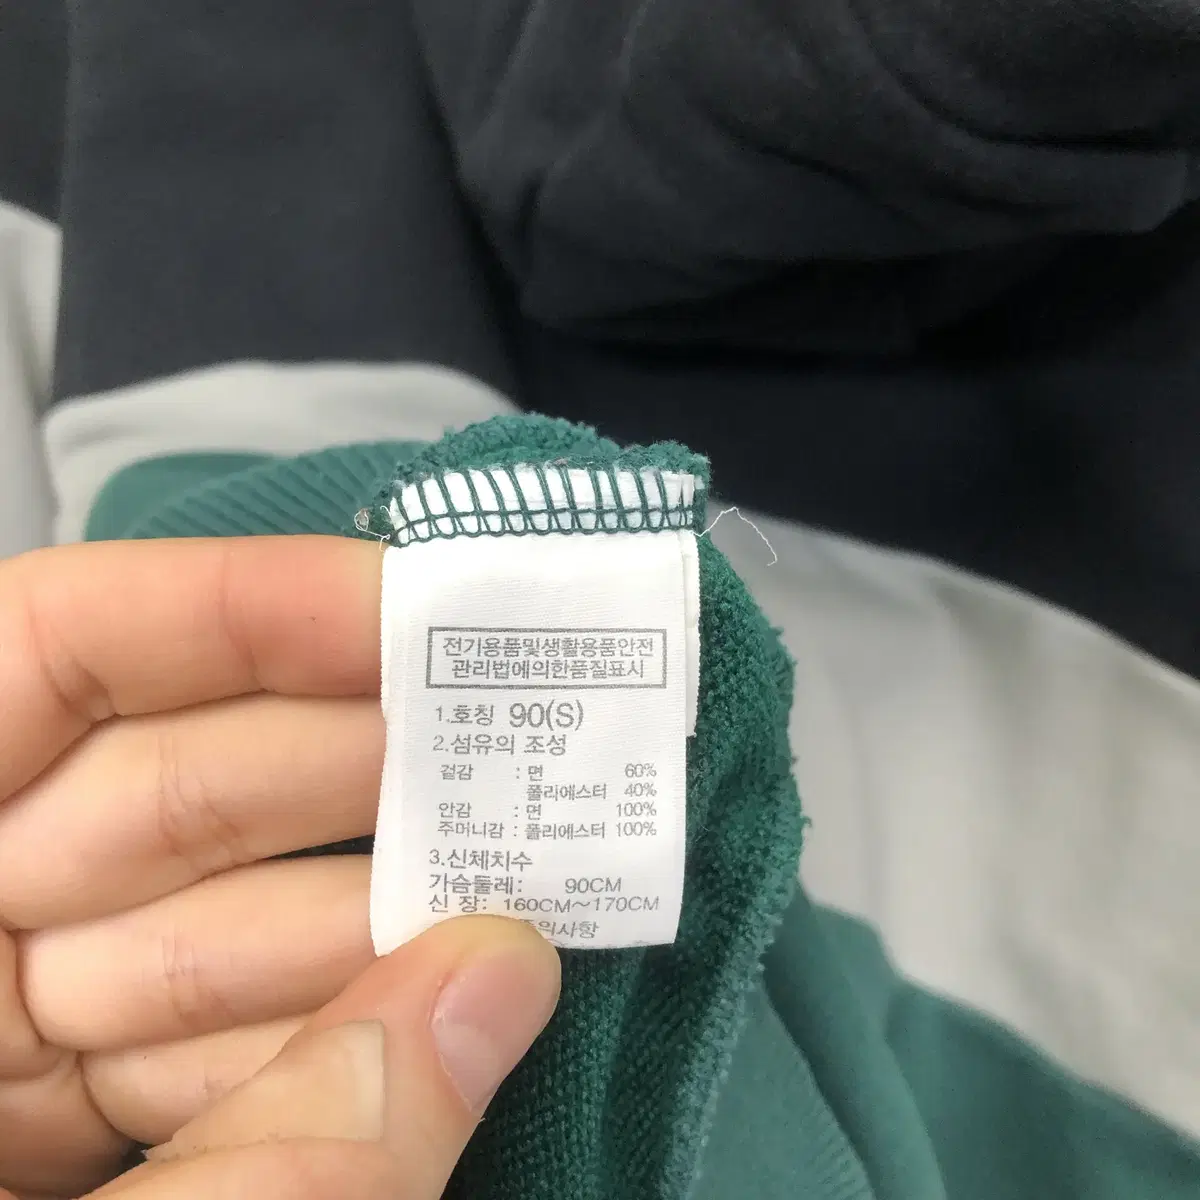 전기용품및생활용품안전
관리법에의한품질표시
1.호칭 90(S)
2.섬유의 조성
겉감 : 면 60%
폴리에스터 40%
안감 : 면 100%
주머니감 : 폴리에스터 100%
3.신체치수
가슴둘레: 90CM
신 장: 160CM~170CM